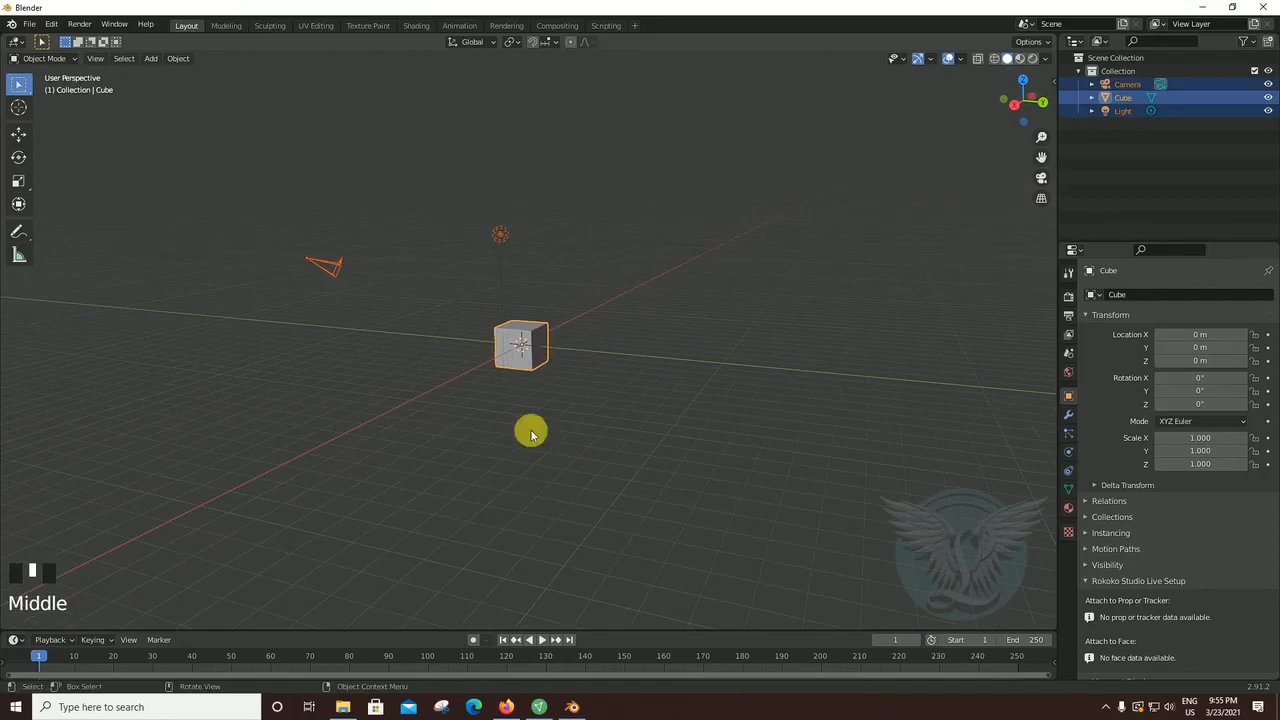 Blender
File Edit Render Window Help Layout Modeling Sculpting UV Editing Texture Paint Shading Animation Rendering Compositing Scripting + Scene View Layer
Global Options
Object Mode View Select Add Object
User Perspective
(1) Collection | Cube
Z
X Y
Scene Collection
Collection
Camera
Cube
Light
Cube
Cube
Transform
Location X 0 m
Y 0 m
Z 0 m
Rotation X 0°
Y 0°
Z 0°
Mode XYZ Euler
Scale X 1.000
Y 1.000
Z 1.000
Delta Transform
Relations
Collections
Instancing
Motion Paths
Visibility
Rokoko Studio Live Setup
Attach to Prop or Tracker:
No prop or tracker data available.
Attach to Face:
No face data available.
Middle
Playback Keying View Marker 1 Start 1 End 250
1 10 20 30 40 50 60 70 80 90 100 110 120 130 140 150 160 170 180 190 200 210 220 230 240 250
Select Box Select Rotate View Object Context Menu 2.91.2
Type here to search
ENG
US
9:55 PM
3/23/2021